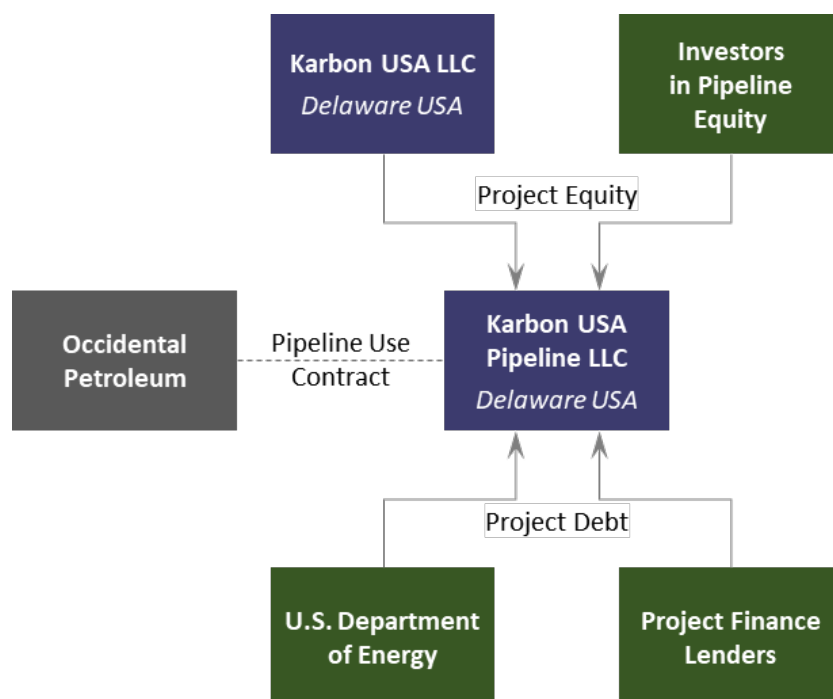 Karbon USA LLC
Delaware USA
Investors
in Pipeline
Equity
Project Equity
Occidental
Petroleum
Pipeline Use
Contract
Karbon USA
Pipeline LLC
Delaware USA
Project Debt
U.S. Department
of Energy
Project Finance
Lenders